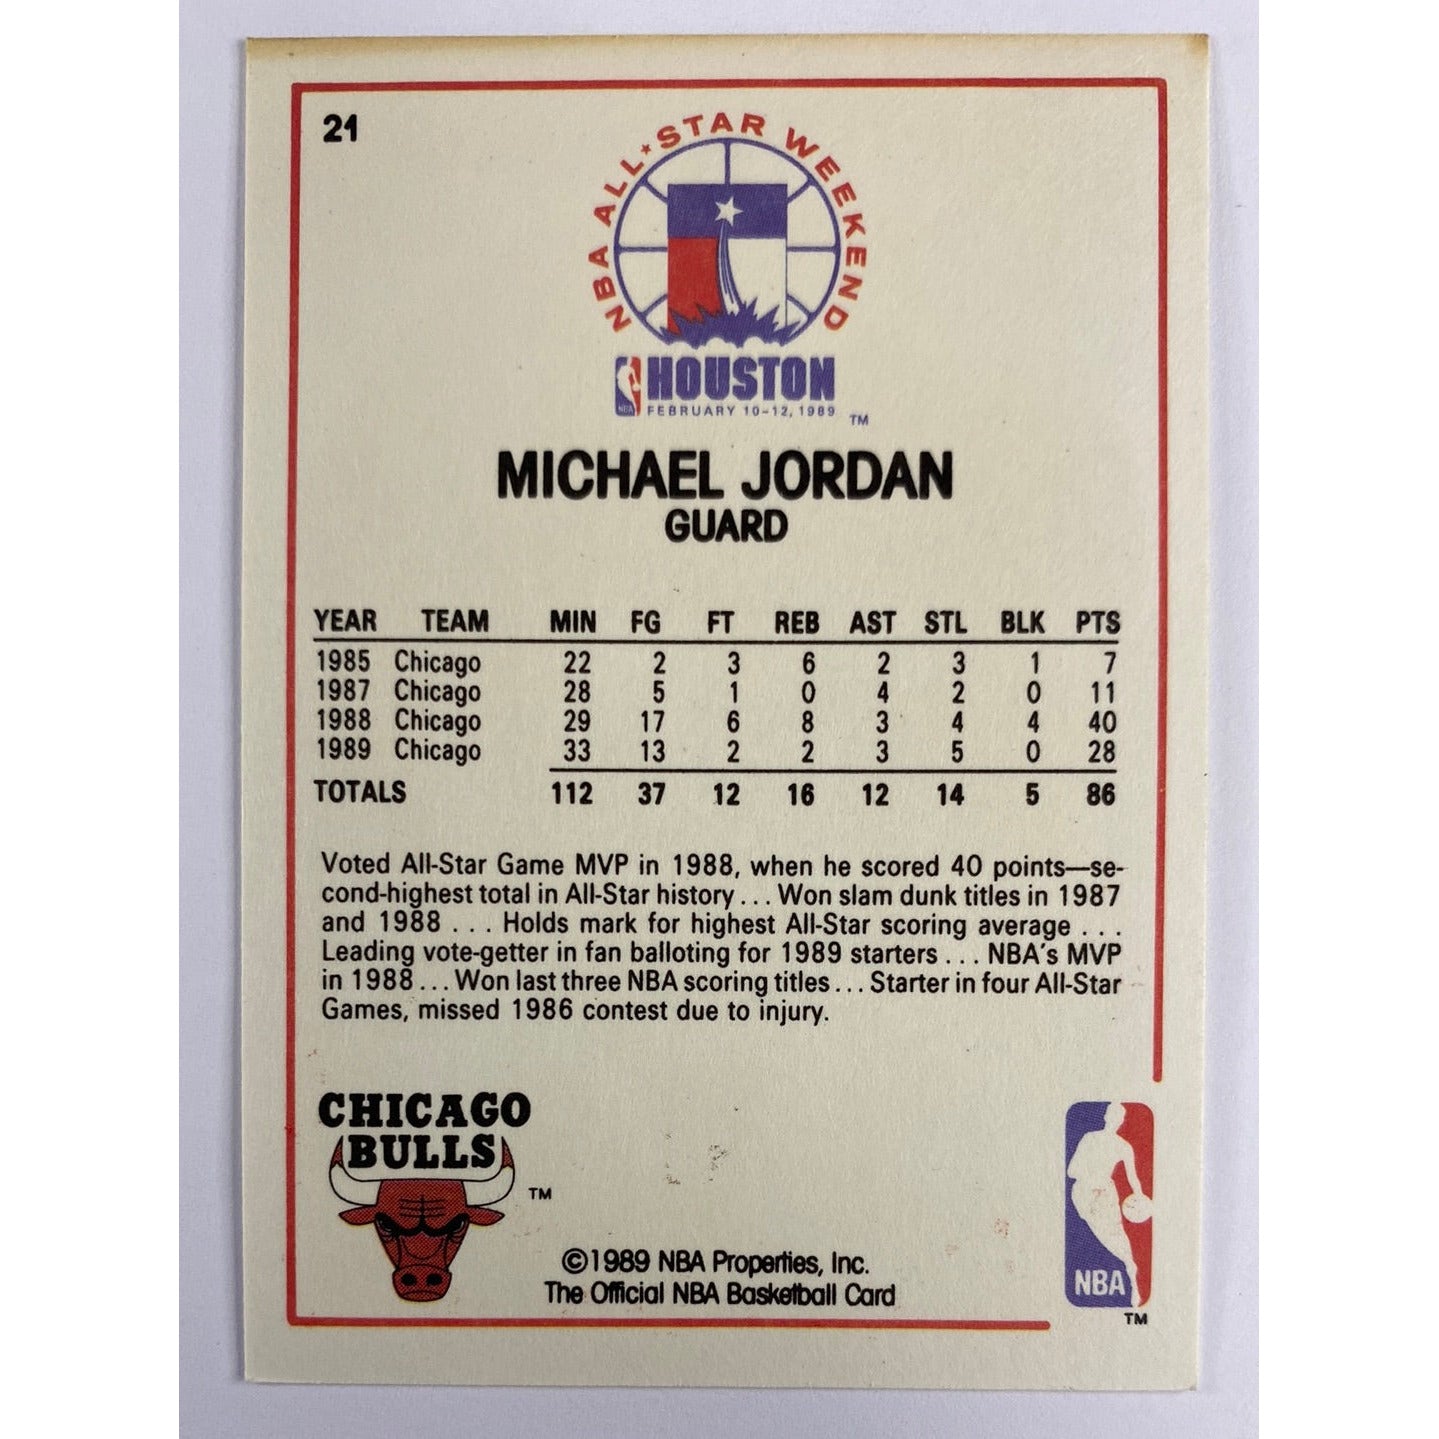 21
NBA ALL★STAR WEEKEND
NBA HOUSTON
FEBRUARY 10-12, 1989 ™
MICHAEL JORDAN
GUARD
YEAR TEAM MIN FG FT REB AST STL BLK PTS
1985 Chicago 22 2 3 6 2 3 1 7
1987 Chicago 28 5 1 0 4 2 0 11
1988 Chicago 29 17 6 8 3 4 4 40
1989 Chicago 33 13 2 2 3 5 0 28
TOTALS 112 37 12 16 12 14 5 86
Voted All-Star Game MVP in 1988, when he scored 40 points—se-
cond-highest total in All-Star history . . . Won slam dunk titles in 1987
and 1988 . . . Holds mark for highest All-Star scoring average . . .
Leading vote-getter in fan balloting for 1989 starters . . . NBA's MVP
in 1988 . . . Won last three NBA scoring titles . . . Starter in four All-Star
Games, missed 1986 contest due to injury.
CHICAGO
BULLS
™
©1989 NBA Properties, Inc.
The Official NBA Basketball Card
NBA
™